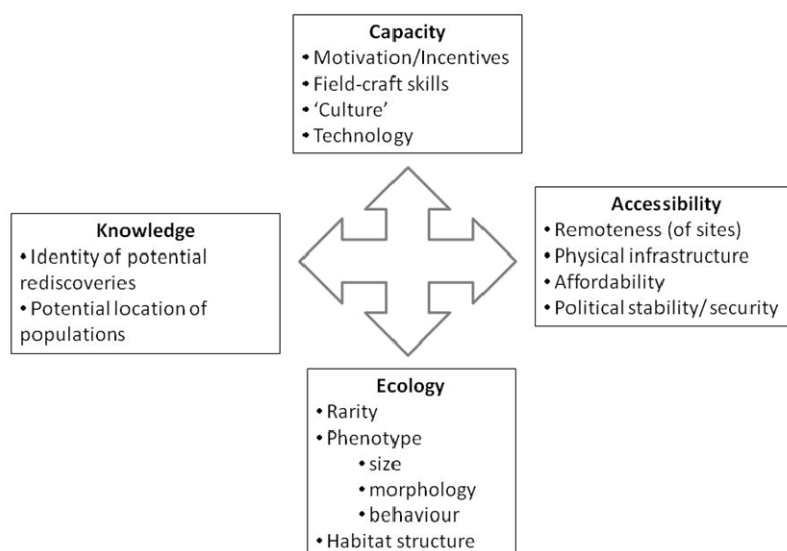 Capacity
• Motivation/Incentives
• Field-craft skills
• ‘Culture’
• Technology
Knowledge
• Identity of potential
rediscoveries
• Potential location of
populations
Accessibility
• Remoteness (of sites)
• Physical infrastructure
• Affordability
• Political stability/security
Ecology
• Rarity
• Phenotype
• size
• morphology
• behaviour
• Habitat structure